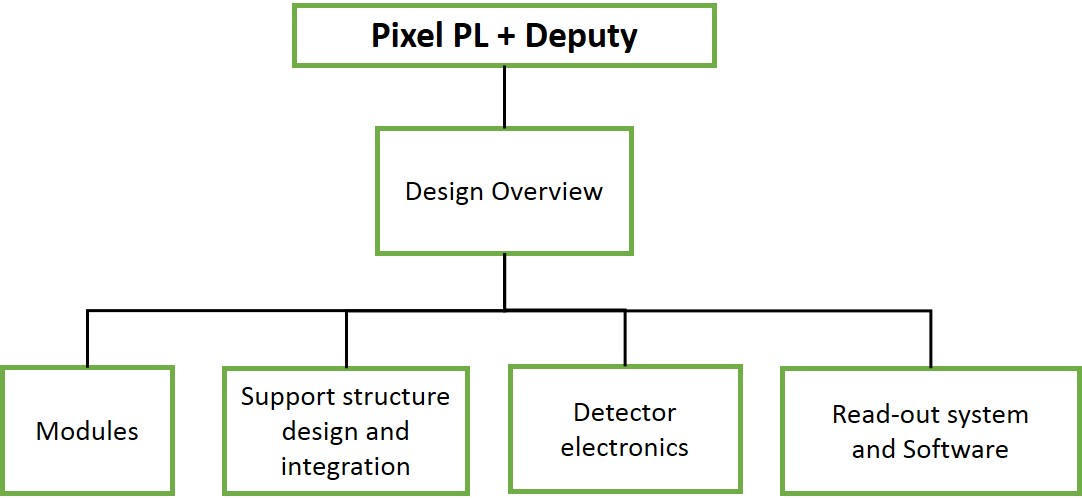 Pixel PL + Deputy
Design Overview
Modules
Support structure
design and
integration
Detector
electronics
Read-out system
and Software